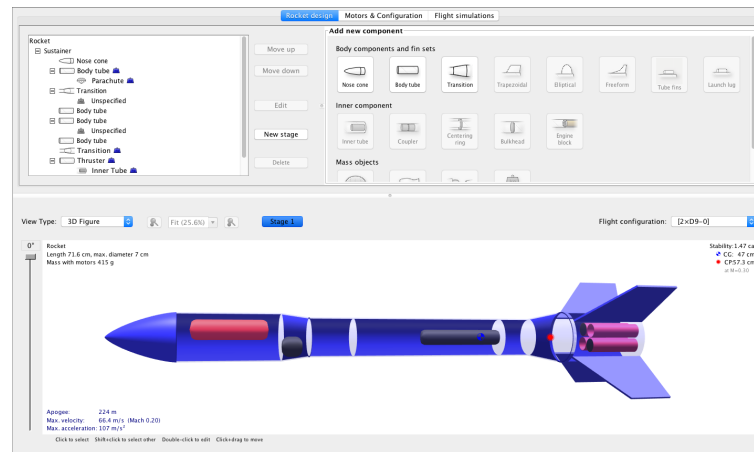 Rocket design Motors & Configuration Flight simulations
Rocket
Sustainer
Nose cone
Body tube
Parachute
Transition
Unspecified
Body tube
Body tube
Unspecified
Body tube
Transition
Thruster
Inner Tube
Move up
Move down
Edit
New stage
Delete
Add new component
Body components and fin sets
Nose cone Body tube Transition Trapezoidal Elliptical Freeform Tube fins Launch lug
Inner component
Inner tube Coupler Centering ring Bulkhead Engine block
Mass objects
View Type: 3D Figure Fit (25.6%) Stage 1 Flight configuration: [2×D9-0]
0°
Rocket
Length 71.6 cm, max. diameter 7 cm
Mass with motors 415 g
Stability: 1.47 ca
CG: 47 cm
CP: 57.3 cm
at M=0.30
Apogee: 224 m
Max. velocity: 66.4 m/s (Mach 0.20)
Max. acceleration: 107 m/s²
Click to select Shift+click to select other Double-click to edit Click+drag to move